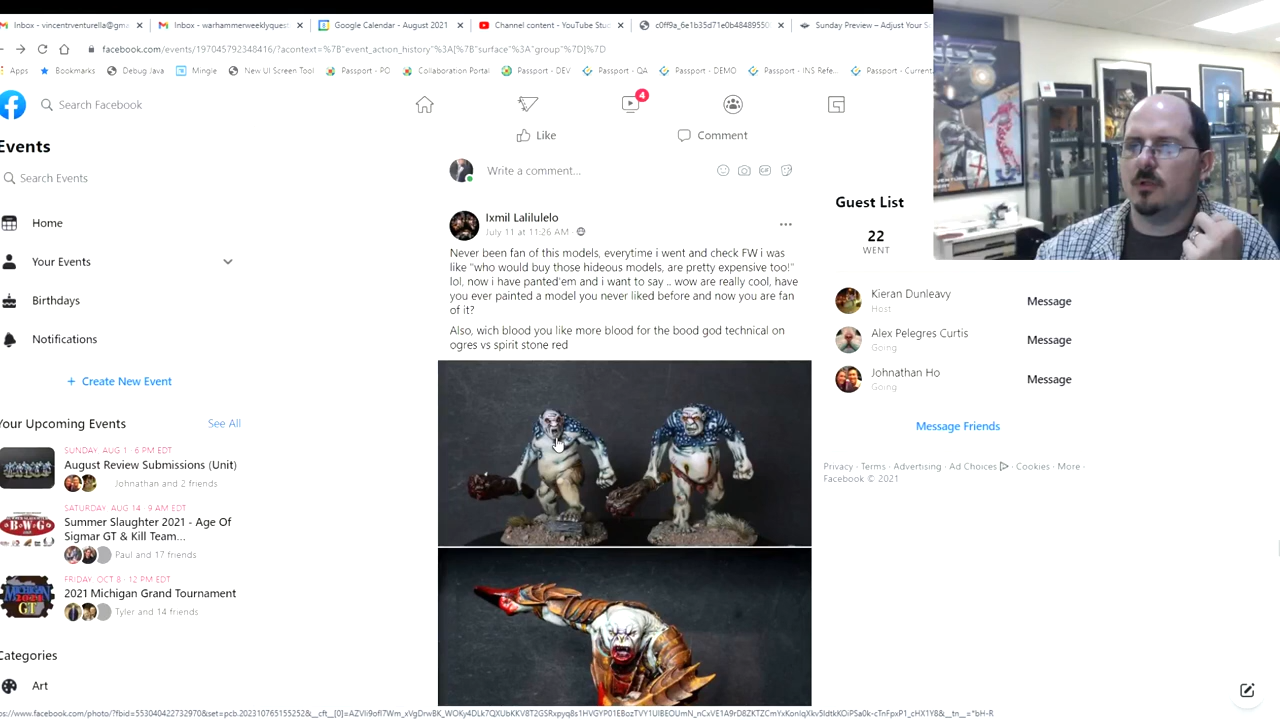 Inbox - vincentrventurella@gma
Inbox - warhammerweeklyquest
Google Calendar - August 2021
Channel content - YouTube Stu
c0ff9a_6e1b35d71e0b4848955
Sunday Preview – Adjust Your S
facebook.com/events/197045792348416/?acontext=%7B"event_action_history"%3A[%7B"surface"%3A"group"%7D]%7D
Apps
Bookmarks
Debug Java
Mingle
New UI Screen Tool
Passport - PO
Collaboration Portal
Passport - DEV
Passport - QA
Passport - DEMO
Passport - INS Refe...
Passport - Current
Search Facebook
4
Like
Comment
Events
Write a comment...
Search Events
Guest List
Home
Ixmil Lalilulelo
July 11 at 11:26 AM
22
WENT
Never been fan of this models, everytime i went and check FW i was
like "who would buy those hideous models, are pretty expensive too!"
lol, now i have panted'em and i want to say .. wow are really cool, have
you ever painted a model you never liked before and now you are fan
of it?
Also, wich blood you like more blood for the bood god technical on
ogres vs spirit stone red
Your Events
Birthdays
Notifications
+ Create New Event
Kieran Dunleavy
Host
Message
Alex Pelegres Curtis
Going
Message
Johnathan Ho
Going
Message
Message Friends
Your Upcoming Events
See All
SUNDAY, AUG 1 · 6 PM EDT
August Review Submissions (Unit)
Johnathan and 2 friends
SATURDAY, AUG 14 · 9 AM EDT
Summer Slaughter 2021 - Age Of
Sigmar GT & Kill Team...
Paul and 17 friends
FRIDAY, OCT 8 · 12 PM EDT
2021 Michigan Grand Tournament
Tyler and 14 friends
Privacy · Terms · Advertising · Ad Choices · Cookies · More ·
Facebook © 2021
Categories
Art